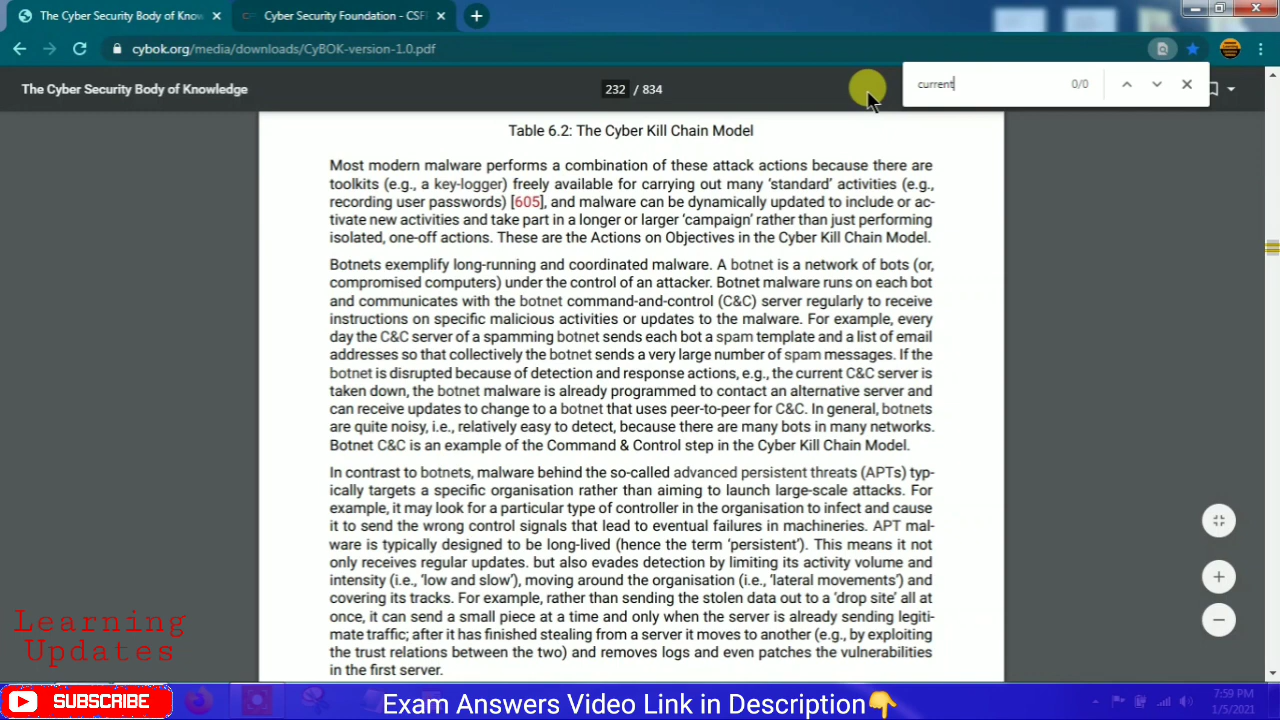 The Cyber Security Body of Know
Cyber Security Foundation - CSF
cybok.org/media/downloads/CyBOK-version-1.0.pdf
The Cyber Security Body of Knowledge
232 / 834
current
0/0
Table 6.2: The Cyber Kill Chain Model
Most modern malware performs a combination of these attack actions because there are
toolkits (e.g., a key-logger) freely available for carrying out many ‘standard’ activities (e.g.,
recording user passwords) [605], and malware can be dynamically updated to include or ac-
tivate new activities and take part in a longer or larger ‘campaign’ rather than just performing
isolated, one-off actions. These are the Actions on Objectives in the Cyber Kill Chain Model.
Botnets exemplify long-running and coordinated malware. A botnet is a network of bots (or,
compromised computers) under the control of an attacker. Botnet malware runs on each bot
and communicates with the botnet command-and-control (C&C) server regularly to receive
instructions on specific malicious activities or updates to the malware. For example, every
day the C&C server of a spamming botnet sends each bot a spam template and a list of email
addresses so that collectively the botnet sends a very large number of spam messages. If the
botnet is disrupted because of detection and response actions, e.g., the current C&C server is
taken down, the botnet malware is already programmed to contact an alternative server and
can receive updates to change to a botnet that uses peer-to-peer for C&C. In general, botnets
are quite noisy, i.e., relatively easy to detect, because there are many bots in many networks.
Botnet C&C is an example of the Command & Control step in the Cyber Kill Chain Model.
In contrast to botnets, malware behind the so-called advanced persistent threats (APTs) typ-
ically targets a specific organisation rather than aiming to launch large-scale attacks. For
example, it may look for a particular type of controller in the organisation to infect and cause
it to send the wrong control signals that lead to eventual failures in machineries. APT mal-
ware is typically designed to be long-lived (hence the term ‘persistent’). This means it not
only receives regular updates. but also evades detection by limiting its activity volume and
intensity (i.e., ‘low and slow’), moving around the organisation (i.e., ‘lateral movements’) and
covering its tracks. For example, rather than sending the stolen data out to a ‘drop site’ all at
once, it can send a small piece at a time and only when the server is already sending legiti-
mate traffic; after it has finished stealing from a server it moves to another (e.g., by exploiting
the trust relations between the two) and removes logs and even patches the vulnerabilities
in the first server.
Learning
Updates
SUBSCRIBE
Exam Answers Video Link in Description👇
7:59 PM
1/5/2021